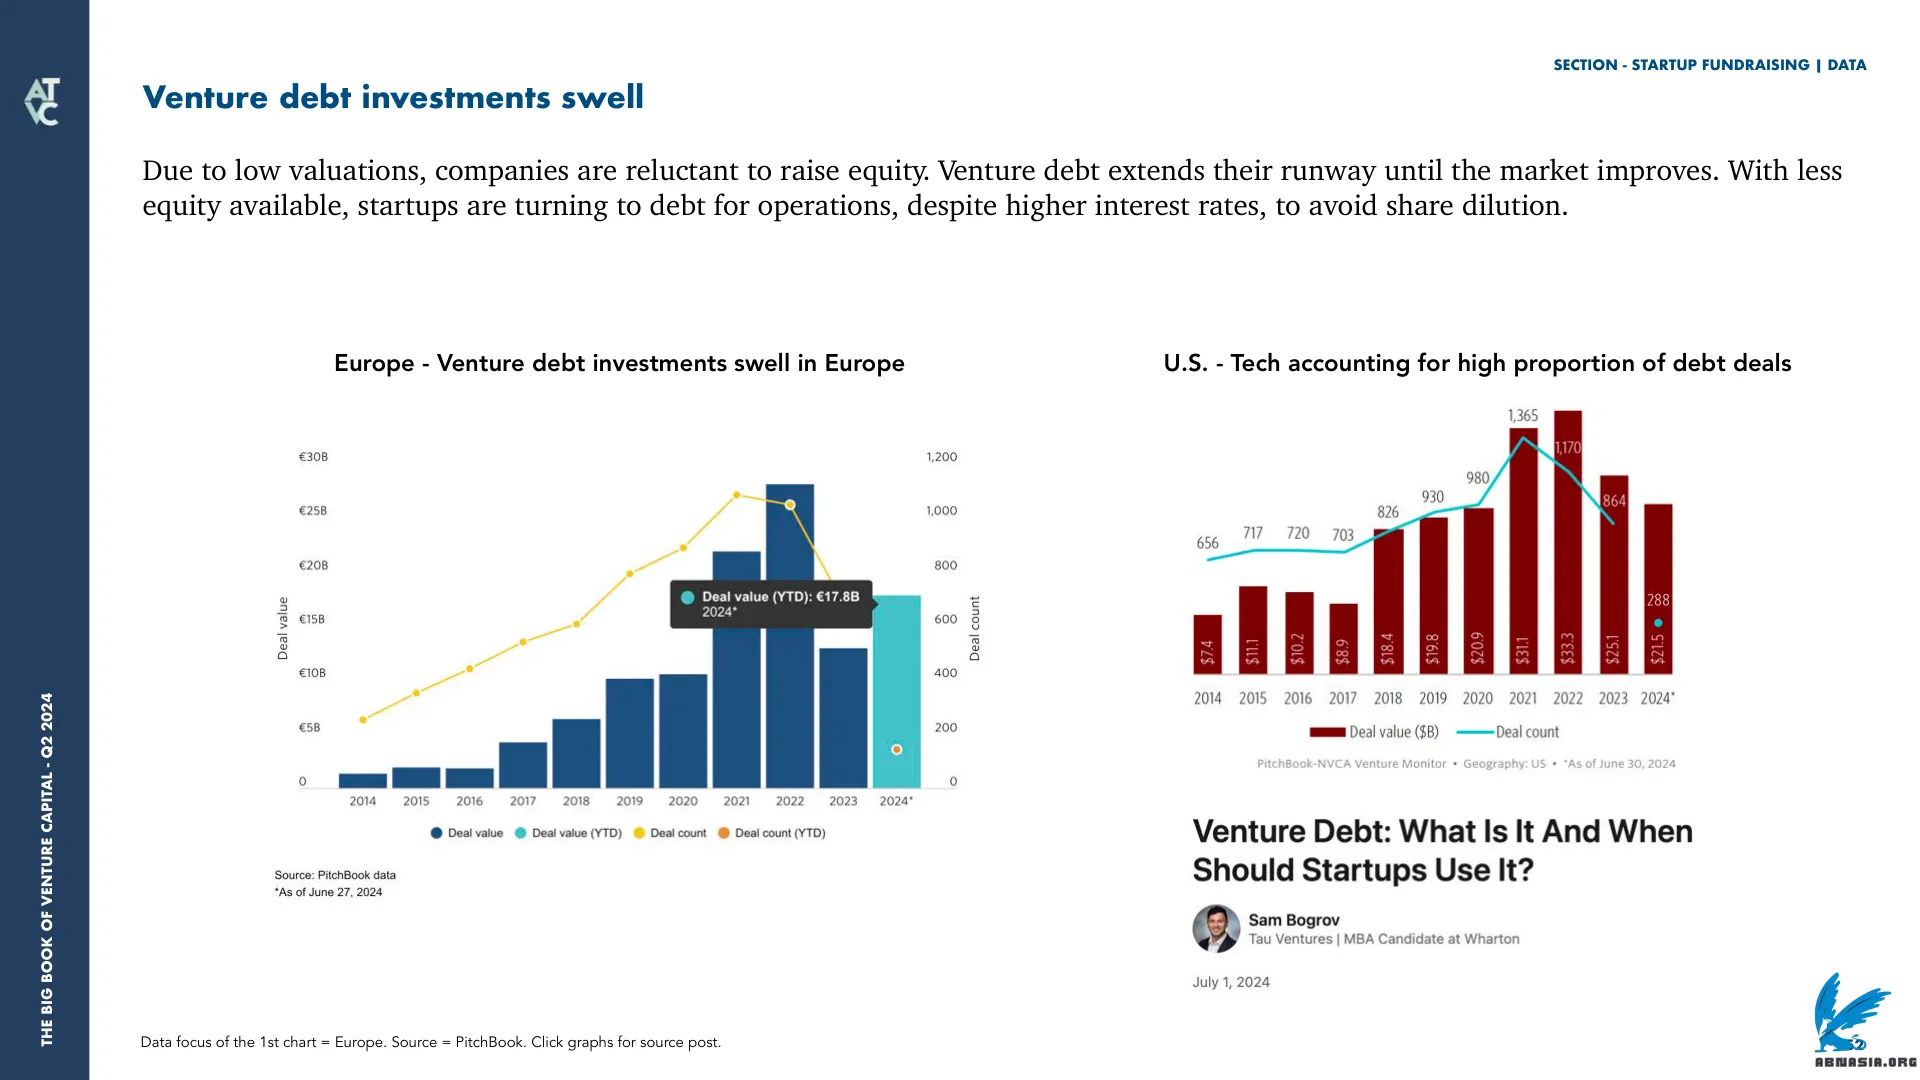 SECTION - STARTUP FUNDRAISING | DATA
AT
VC
Venture debt investments swell
Due to low valuations, companies are reluctant to raise equity. Venture debt extends their runway until the market improves. With less
equity available, startups are turning to debt for operations, despite higher interest rates, to avoid share dilution.
Europe - Venture debt investments swell in Europe
€30B
€25B
€20B
€15B
€10B
€5B
0
Deal value
1,200
1,000
800
600
400
200
0
Deal count
Deal value (YTD): €17.8B
2024*
2014 2015 2016 2017 2018 2019 2020 2021 2022 2023 2024*
Deal value Deal value (YTD) Deal count Deal count (YTD)
Source: PitchBook data
*As of June 27, 2024
U.S. - Tech accounting for high proportion of debt deals
656 717 720 703 826 930 980 1,365 1,170 864 288
$7.4 $11.1 $10.2 $8.9 $18.4 $19.8 $20.9 $31.1 $33.3 $25.1 $21.5
2014 2015 2016 2017 2018 2019 2020 2021 2022 2023 2024*
Deal value ($B) Deal count
PitchBook-NVCA Venture Monitor • Geography: US • *As of June 30, 2024
Venture Debt: What Is It And When
Should Startups Use It?
Sam Bogrov
Tau Ventures | MBA Candidate at Wharton
July 1, 2024
THE BIG BOOK OF VENTURE CAPITAL - Q2 2024
Data focus of the 1st chart = Europe. Source = PitchBook. Click graphs for source post.
ABNASIA.ORG